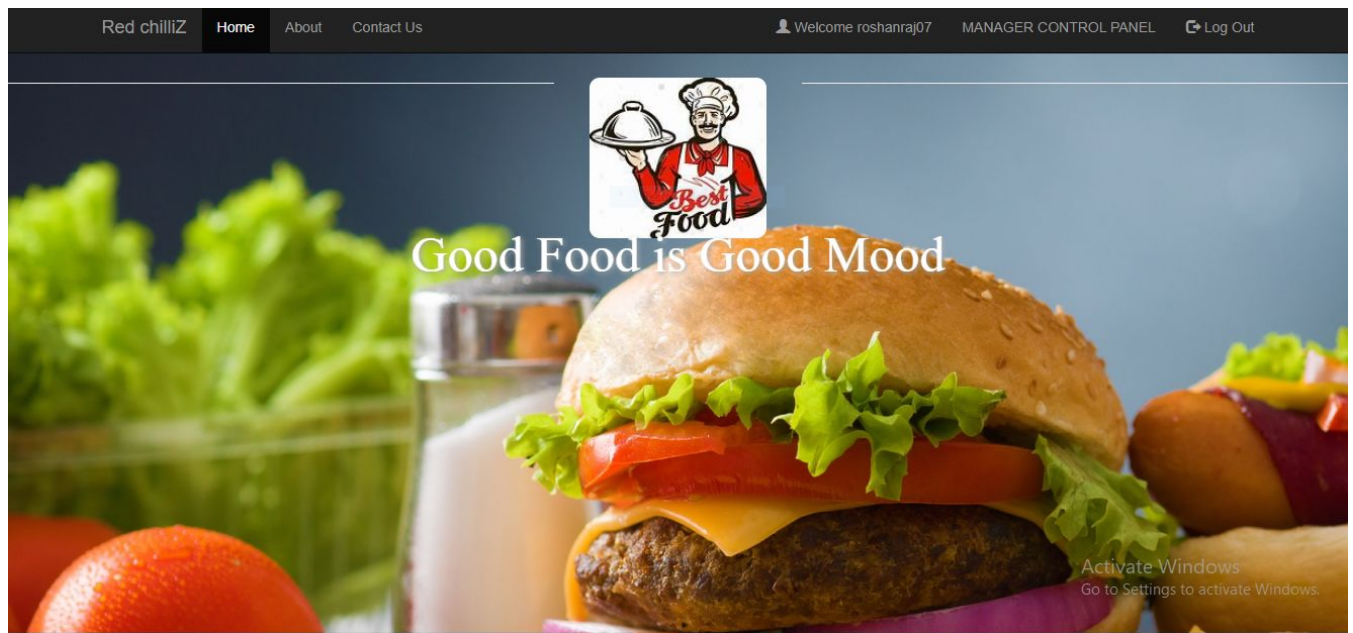 Red chilliZ Home About Contact Us Welcome roshanraj07 MANAGER CONTROL PANEL Log Out
Best
Food
Good Food is Good Mood
Activate Windows
Go to Settings to activate Windows.